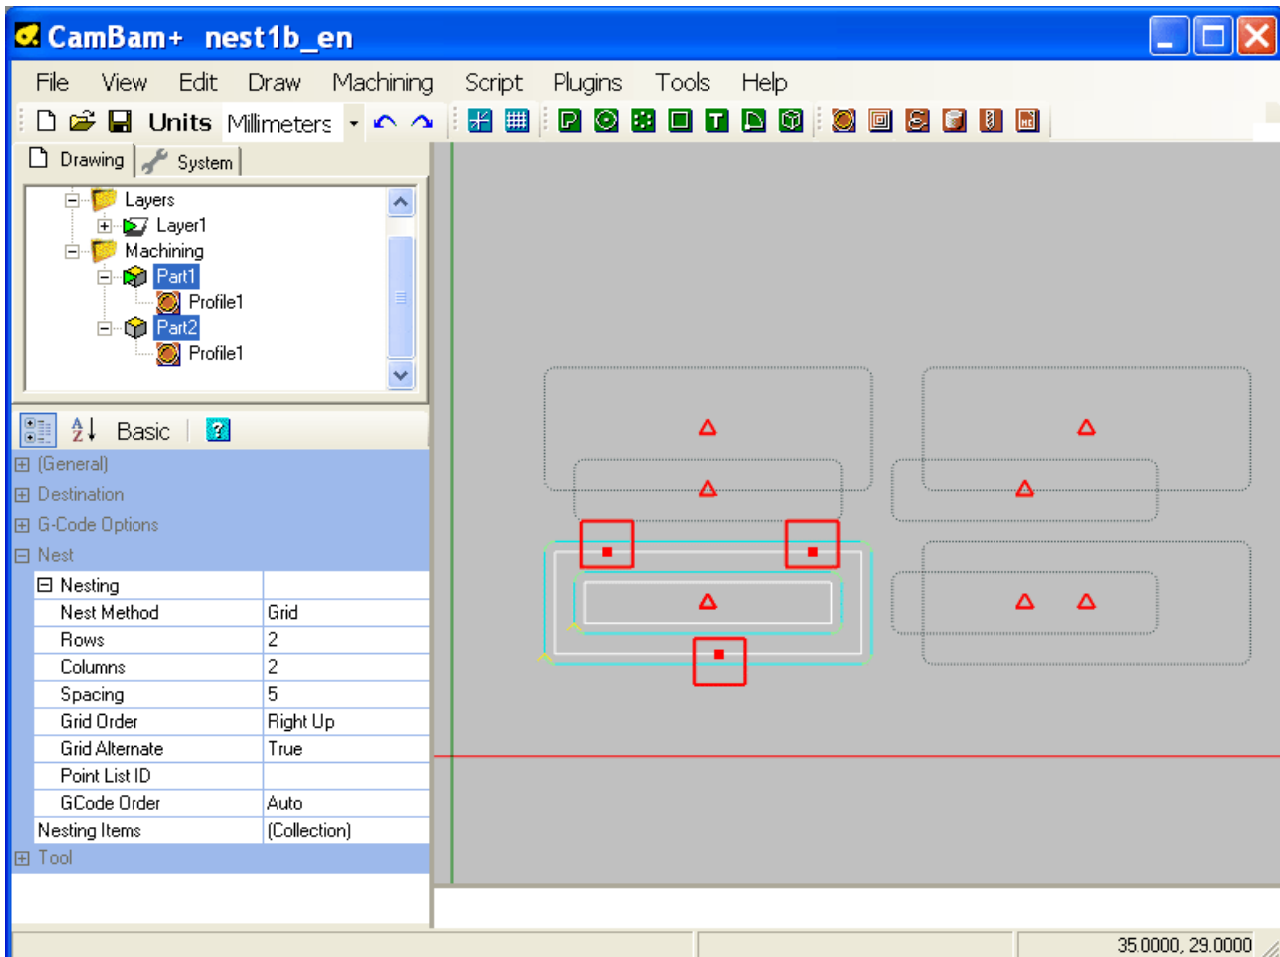 CamBam+ nest1b_en
File View Edit Draw Machining Script Plugins Tools Help
Units Millimeters
Drawing System
Layers
Layer1
Machining
Part1
Profile1
Part2
Profile1
Basic
(General)
Destination
G-Code Options
Nest
Nesting
Nest Method Grid
Rows 2
Columns 2
Spacing 5
Grid Order Right Up
Grid Alternate True
Point List ID
GCode Order Auto
Nesting Items (Collection)
Tool
35.0000, 29.0000